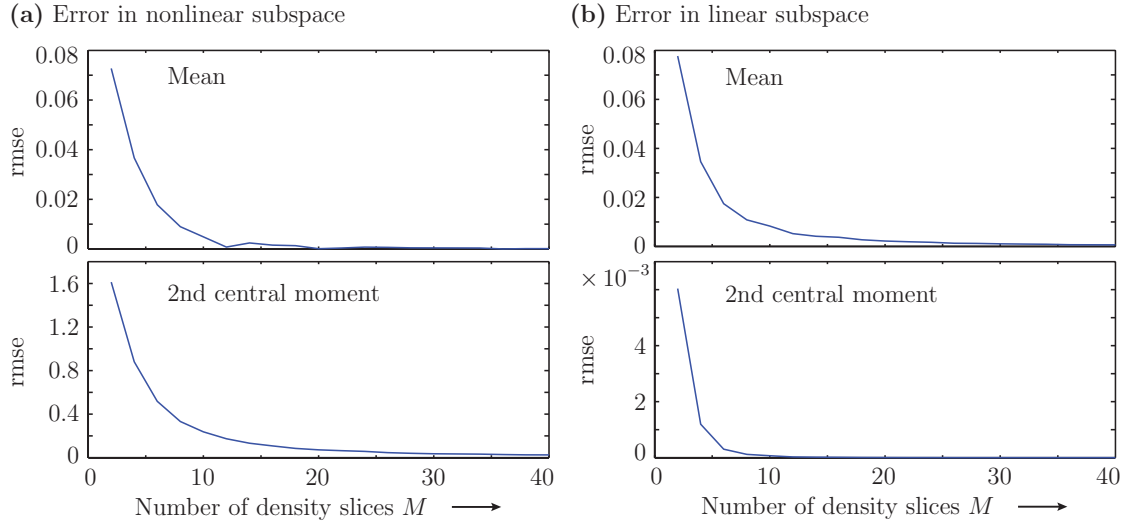 (a) Error in nonlinear subspace
0.08
0.06
0.04
0.02
0
rmse
Mean
1.6
1.2
0.8
0.4
0
rmse
2nd central moment
0 10 20 30 40
Number of density slices M
(b) Error in linear subspace
0.08
0.06
0.04
0.02
0
rmse
Mean
× 10⁻³
4
2
0
rmse
2nd central moment
0 10 20 30 40
Number of density slices M